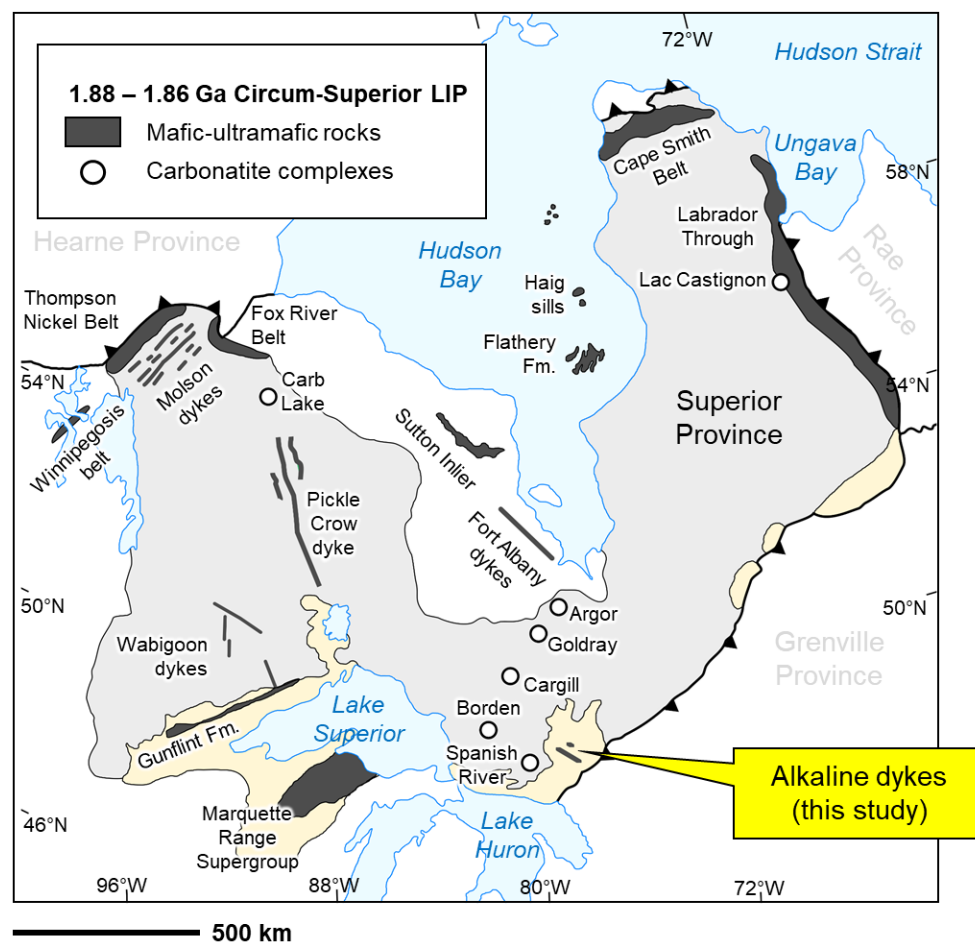 72°W
Hudson Strait
1.88 – 1.86 Ga Circum-Superior LIP
Mafic-ultramafic rocks
Carbonatite complexes
Cape Smith
Belt
Ungava
Bay
58°N
Labrador
Through
Rae
Province
Hearne Province
Hudson
Bay
Lac Castignon
Haig
sills
Thompson
Nickel Belt
Fox River
Belt
Flathery
Fm.
54°N
Molson
dykes
Carb
Lake
54°N
Winnipegosis
belt
Superior
Province
Sutton Inlier
Pickle
Crow
dyke
Fort Albany
dykes
50°N
50°N
Argor
Goldray
Wabigoon
dykes
Grenville
Province
Cargill
Lake
Superior
Borden
Gunflint Fm.
Spanish
River
Alkaline dykes
(this study)
46°N
Marquette
Range
Supergroup
Lake
Huron
96°W
88°W
80°W
72°W
500 km